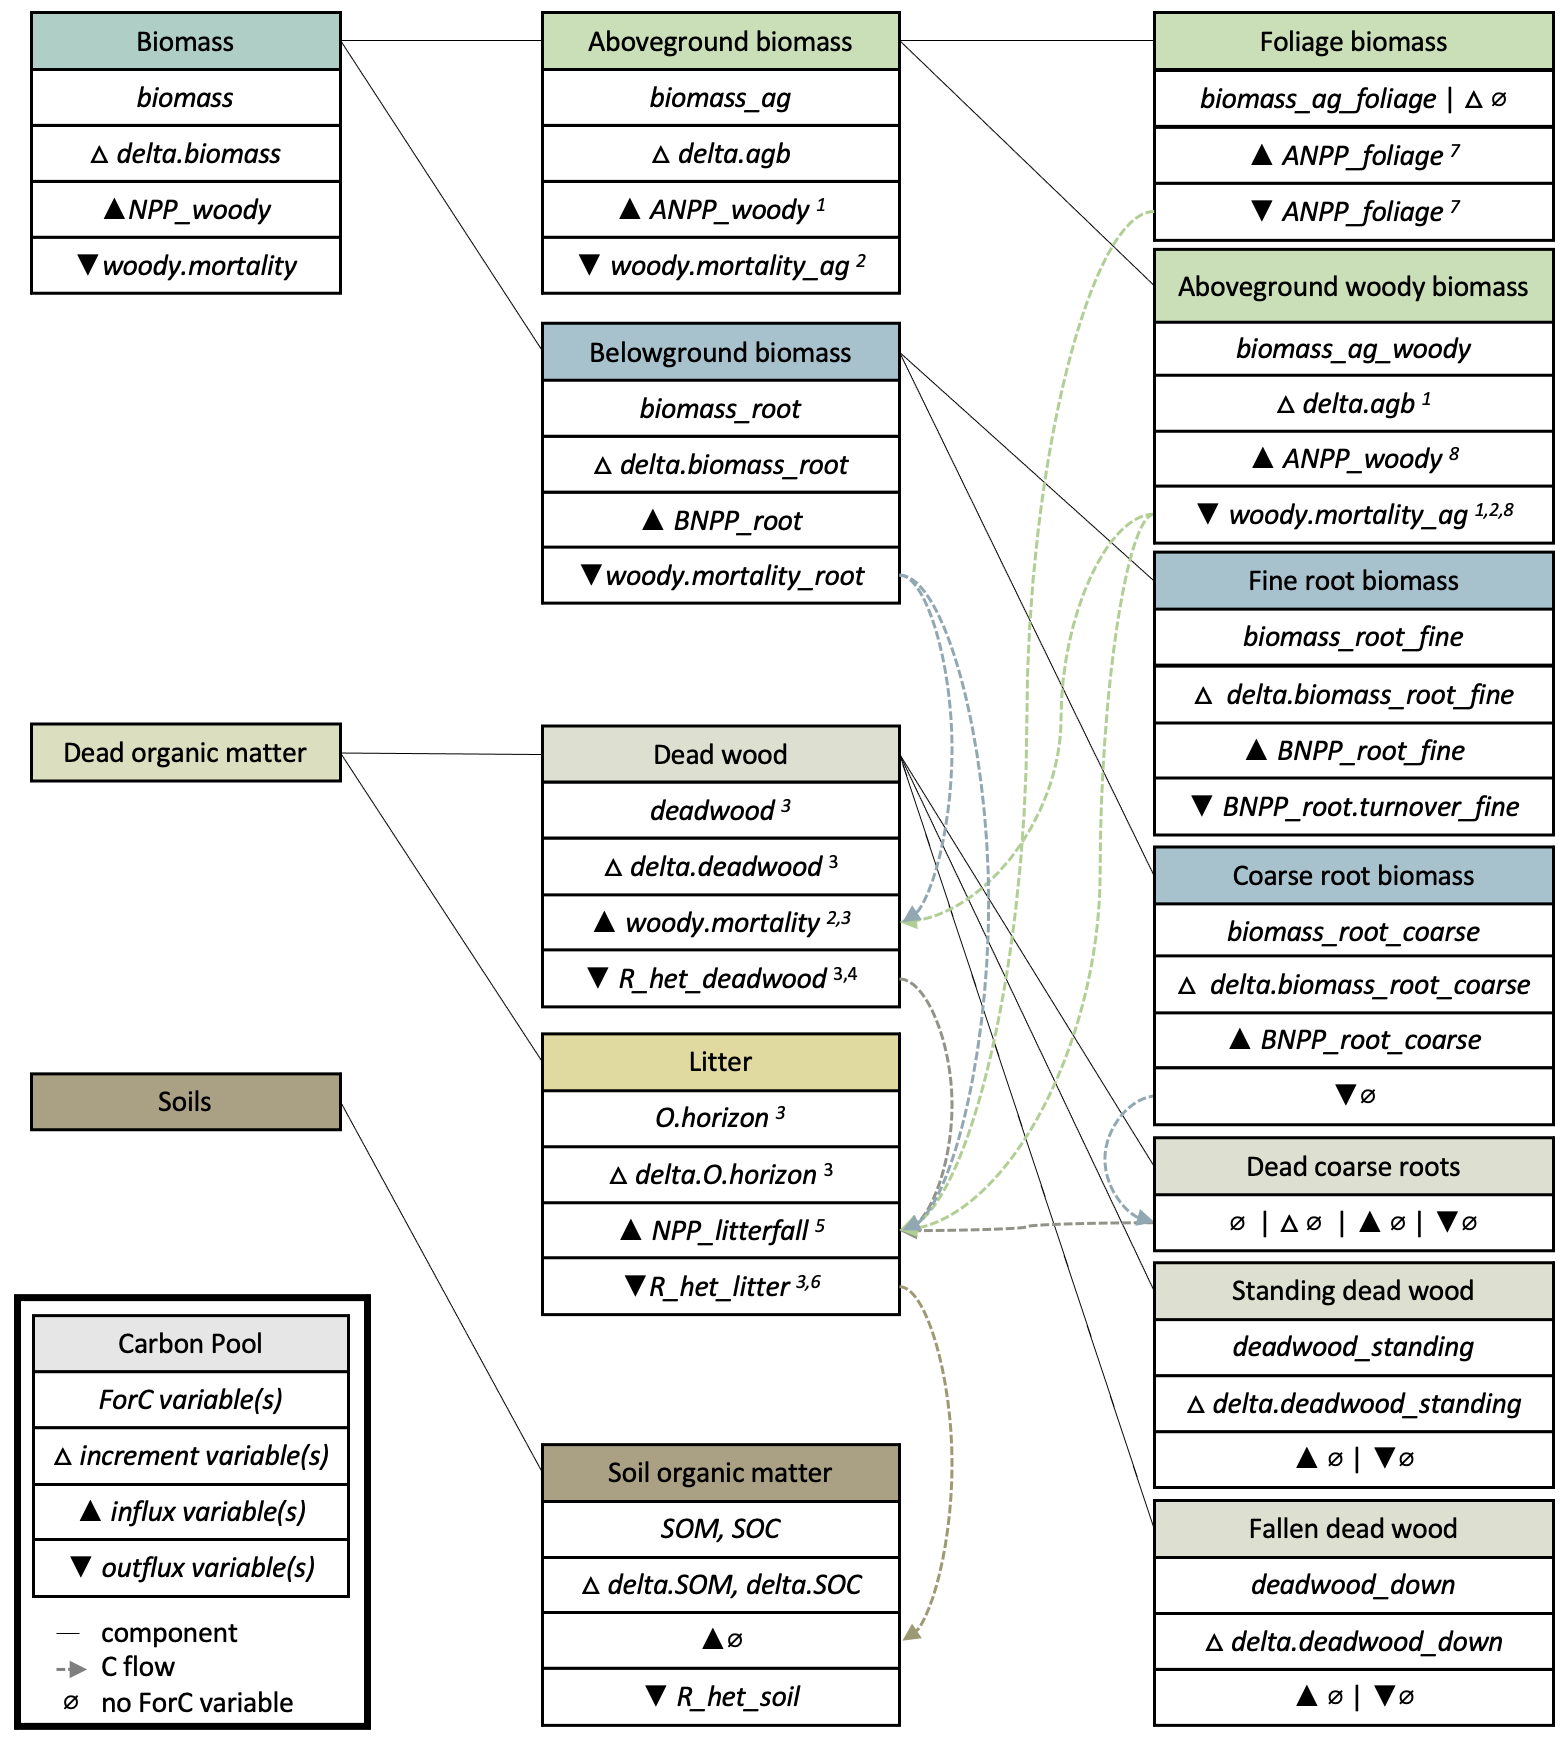 Biomass
biomass
△ delta.biomass
▲NPP_woody
▼woody.mortality
Aboveground biomass
biomass_ag
△ delta.agb
▲ ANPP_woody 1
▼ woody.mortality_ag 2
Belowground biomass
biomass_root
△ delta.biomass_root
▲ BNPP_root
▼woody.mortality_root
Foliage biomass
biomass_ag_foliage | △ ∅
▲ ANPP_foliage 7
▼ ANPP_foliage 7
Aboveground woody biomass
biomass_ag_woody
△ delta.agb 1
▲ ANPP_woody 8
▼ woody.mortality_ag 1,2,8
Fine root biomass
biomass_root_fine
△ delta.biomass_root_fine
▲ BNPP_root_fine
▼ BNPP_root.turnover_fine
Coarse root biomass
biomass_root_coarse
△ delta.biomass_root_coarse
▲ BNPP_root_coarse
▼∅
Dead organic matter
Dead wood
deadwood 3
△ delta.deadwood 3
▲ woody.mortality 2,3
▼ R_het_deadwood 3,4
Litter
O.horizon 3
△ delta.O.horizon 3
▲ NPP_litterfall 5
▼R_het_litter 3,6
Dead coarse roots
∅ | △ ∅ | ▲ ∅ | ▼∅
Standing dead wood
deadwood_standing
△ delta.deadwood_standing
▲ ∅ | ▼∅
Fallen dead wood
deadwood_down
△ delta.deadwood_down
▲ ∅ | ▼∅
Soils
Soil organic matter
SOM, SOC
△ delta.SOM, delta.SOC
▲∅
▼ R_het_soil
Carbon Pool
ForC variable(s)
△ increment variable(s)
▲ influx variable(s)
▼ outflux variable(s)
component
C flow
∅ no ForC variable